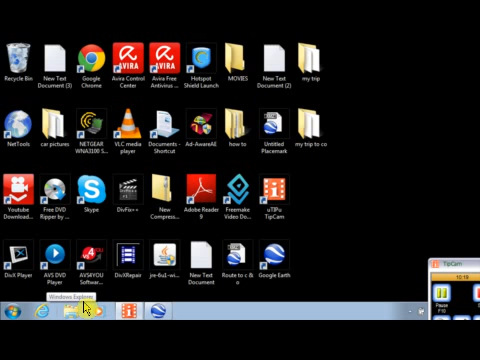 Recycle Bin
New Text Document (3)
Google Chrome
AVIRA
Avira Control Center
AVIRA
Avira Free Antivirus ...
Hotspot Shield Launch
MOVIES
New Text Document (2)
my trip
NetTools
car pictures
NETGEAR WNA3100 S...
VLC media player
Documents - Shortcut
Ad-AwareAE
how to
Untitled Placemark
my trip to co
Youtube Download...
Free DVD Ripper by ...
Skype
DivFix++
New Compress...
Adobe Reader 9
Freemake Video Do...
uTIPu TipCam
DivX Player
AVS DVD Player
AVS4YOU Software...
DivXRepair
jre-6u1-wi...
New Text Document
Route to c & o
Google Earth
Windows Explorer
TipCam
10:19
Pause
F10